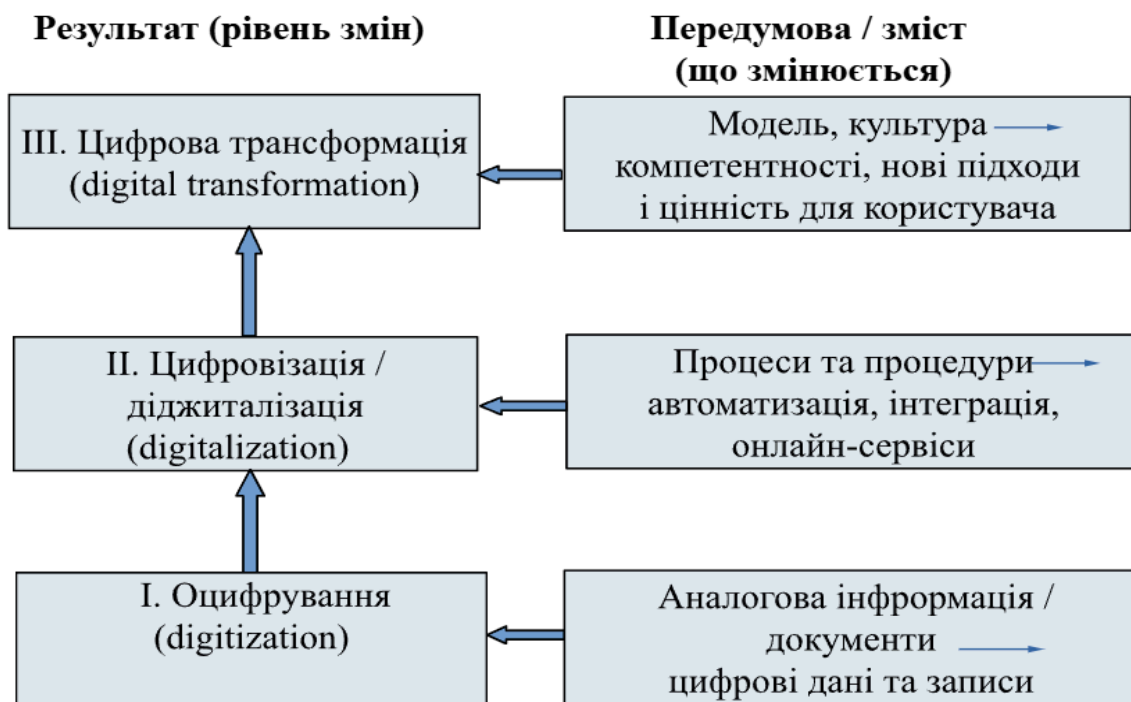 Результат (рівень змін)
Передумова / зміст
(що змінюється)
III. Цифрова трансформація
(digital transformation)
Модель, культура
компетентності, нові підходи
і цінність для користувача
II. Цифровізація /
діджиталізація
(digitalization)
Процеси та процедури
автоматизація, інтеграція,
онлайн-сервіси
I. Оцифрування
(digitization)
Аналогова інфрормація /
документи
цифрові дані та записи